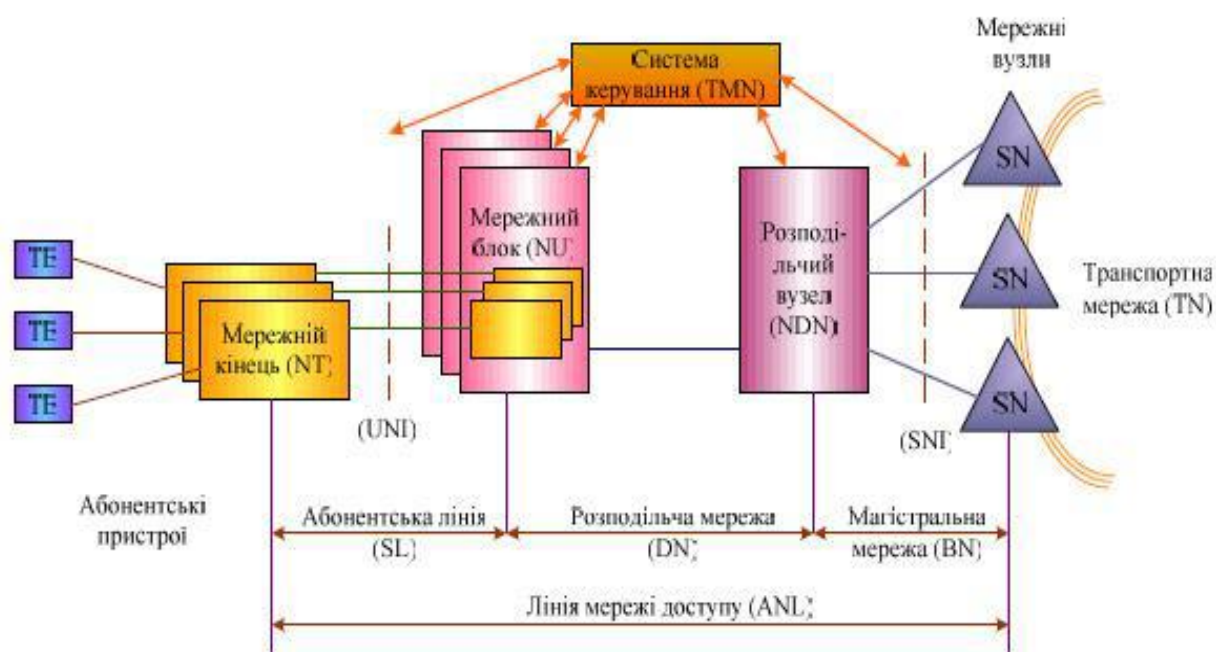 Мережні
вузли
Система
керування (TMN)
SN
Мережний
блок (NU)
Розподі-
льчий
вузел
(NDN)
TE
TE
TE
Мережній
кінець (NT)
SN
Транспортна
мережа (TN)
SN
(UNI)
(SNI)
Абонентські
пристрої
Абонентська лінія
(SL)
Розподільча мережа
(DN)
Магістральна
мережа (BN)
Лінія мережі доступу (ANL)